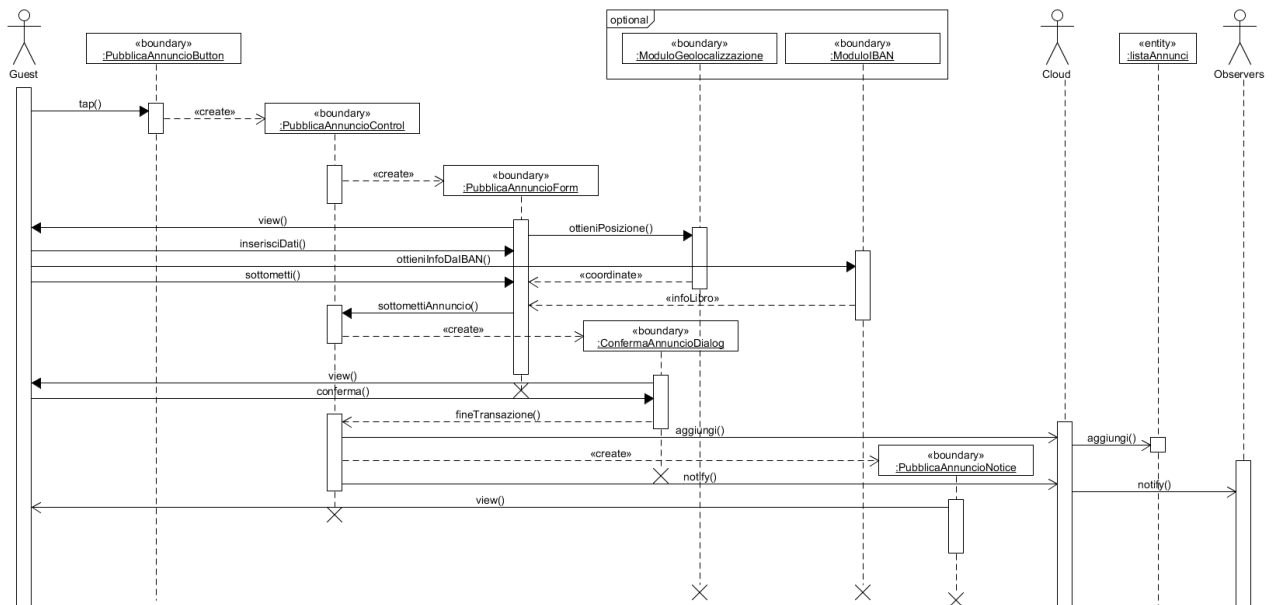 optional
«boundary»
:PubblicaAnnuncioButton
«boundary»
:ModuloGeolocalizzazione
«boundary»
:ModuloIBAN
«entity»
:listaAnnunci
Guest
Cloud
Observers
tap()
«create»
«boundary»
:PubblicaAnnuncioControl
«create»
«boundary»
:PubblicaAnnuncioForm
view()
ottieniPosizione()
inserisciDati()
ottieniInfoDaIBAN()
sottometti()
«coordinate»
«infoLibro»
sottomettiAnnuncio()
«create»
«boundary»
:ConfermaAnnuncioDialog
view()
conferma()
fineTransazione()
aggiungi()
aggiungi()
«create»
«boundary»
:PubblicaAnnuncioNotice
notify()
notify()
view()